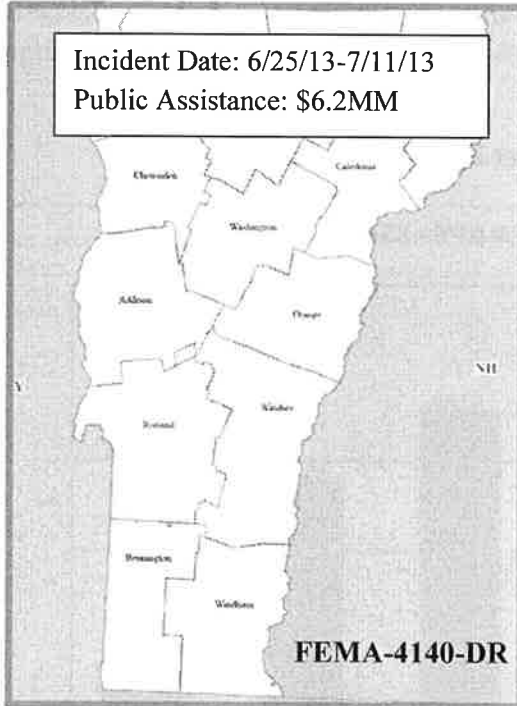 Incident Date: 6/25/13-7/11/13
Public Assistance: $6.2MM
Chittenden
Caledonia
Washington
Addison
Orange
NH
Y
Windsor
Rutland
Bennington
Windham
FEMA-4140-DR